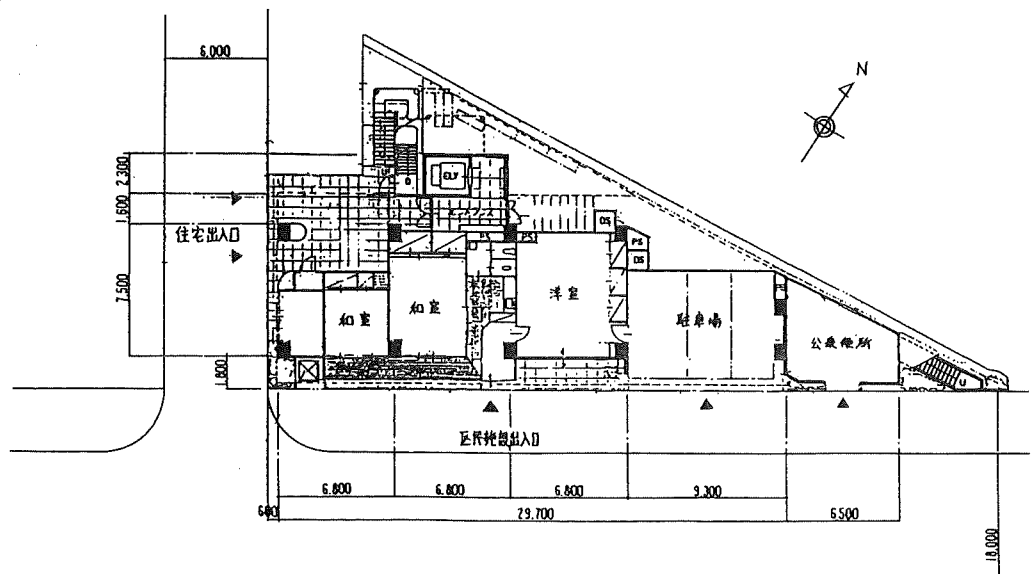 6,000
N
2,300
1,600
7,500
1,800
住宅出入口
ELV
UP
D
DS
PS
DS
PS
PS
和室
和室
洋室
駐車場
公衆便所
U
区民施設出入口
6,800
6,800
6,800
9,300
600
29,700
6,500
18,000